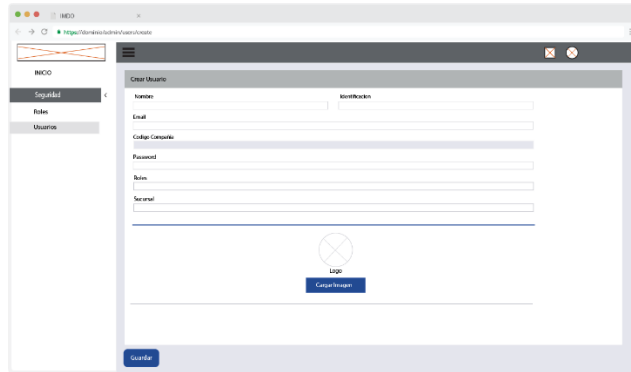 INICIO
https://dominio/admin/users/create
INICIO
Crear Usuario
Seguridad
Nombre
Identificacion
Roles
Email
Usuarios
Codigo Compañia
Password
Roles
Sucursal
Logo
Cargar Imagen
Guardar